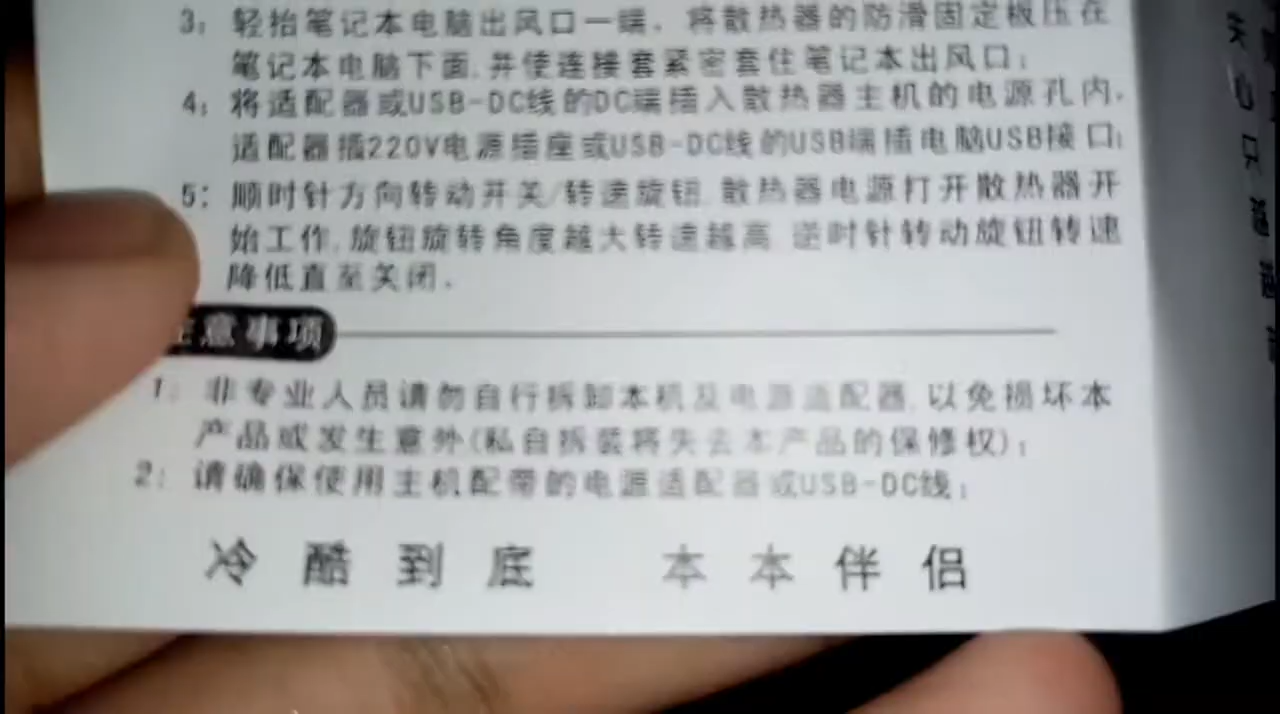 3：轻抬笔记本电脑出风口一端，将散热器的防滑固定板压在
笔记本电脑下面,并使连接套紧密套住笔记本出风口；
4：将适配器或USB-DC线的DC端插入散热器主机的电源孔内，
适配器插220V电源插座或USB-DC线的USB端插电脑USB接口；
5：顺时针方向转动开关/转速旋钮,散热器电源打开散热器开
始工作,旋钮旋转角度越大转速越高,逆时针转动旋钮转速
降低直至关闭。
注意事项
1：非专业人员请勿自行拆卸本机及电源适配器,以免损坏本
产品或发生意外(私自拆装将失去本产品的保修权)；
2：请确保使用主机配带的电源适配器或USB-DC线；
冷酷到底 本本伴侣